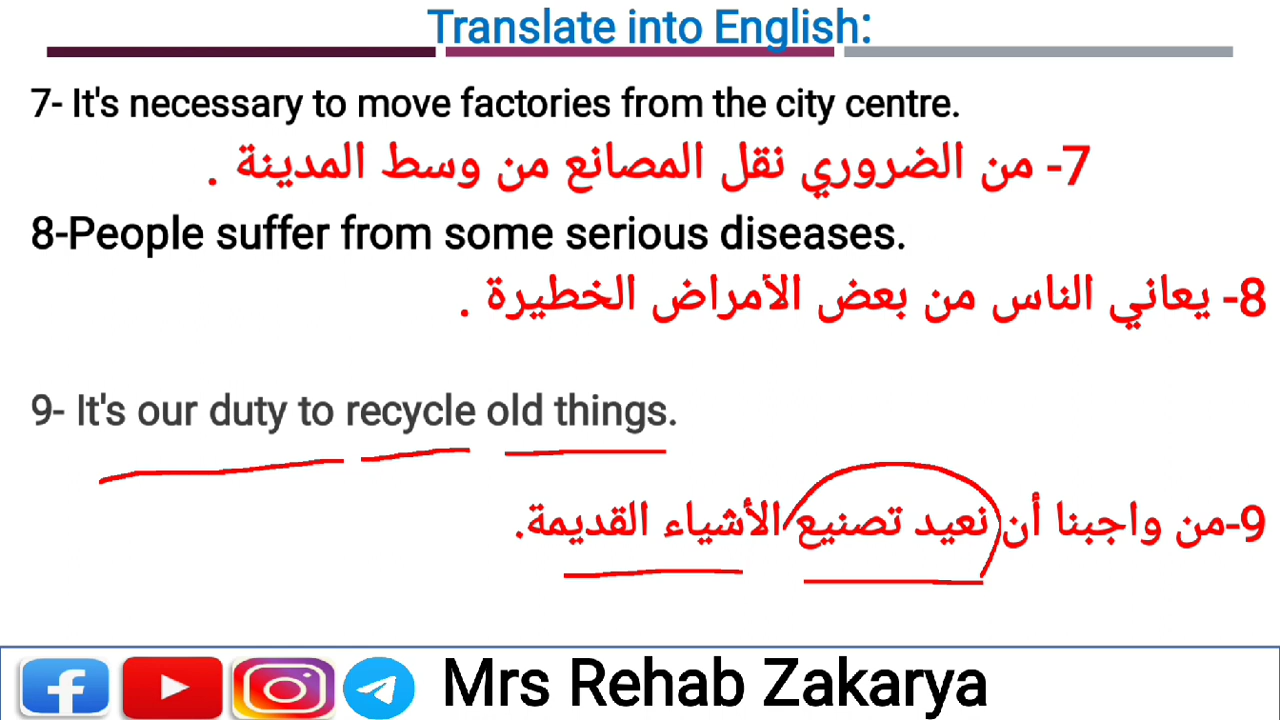 Translate into English:
7- It's necessary to move factories from the city centre.
7- من الضروري نقل المصانع من وسط المدينة .
8-People suffer from some serious diseases.
8- يعاني الناس من بعض الأمراض الخطيرة .
9- It's our duty to recycle old things.
9-من واجبنا أن نعيد تصنيع الأشياء القديمة.
Mrs Rehab Zakarya